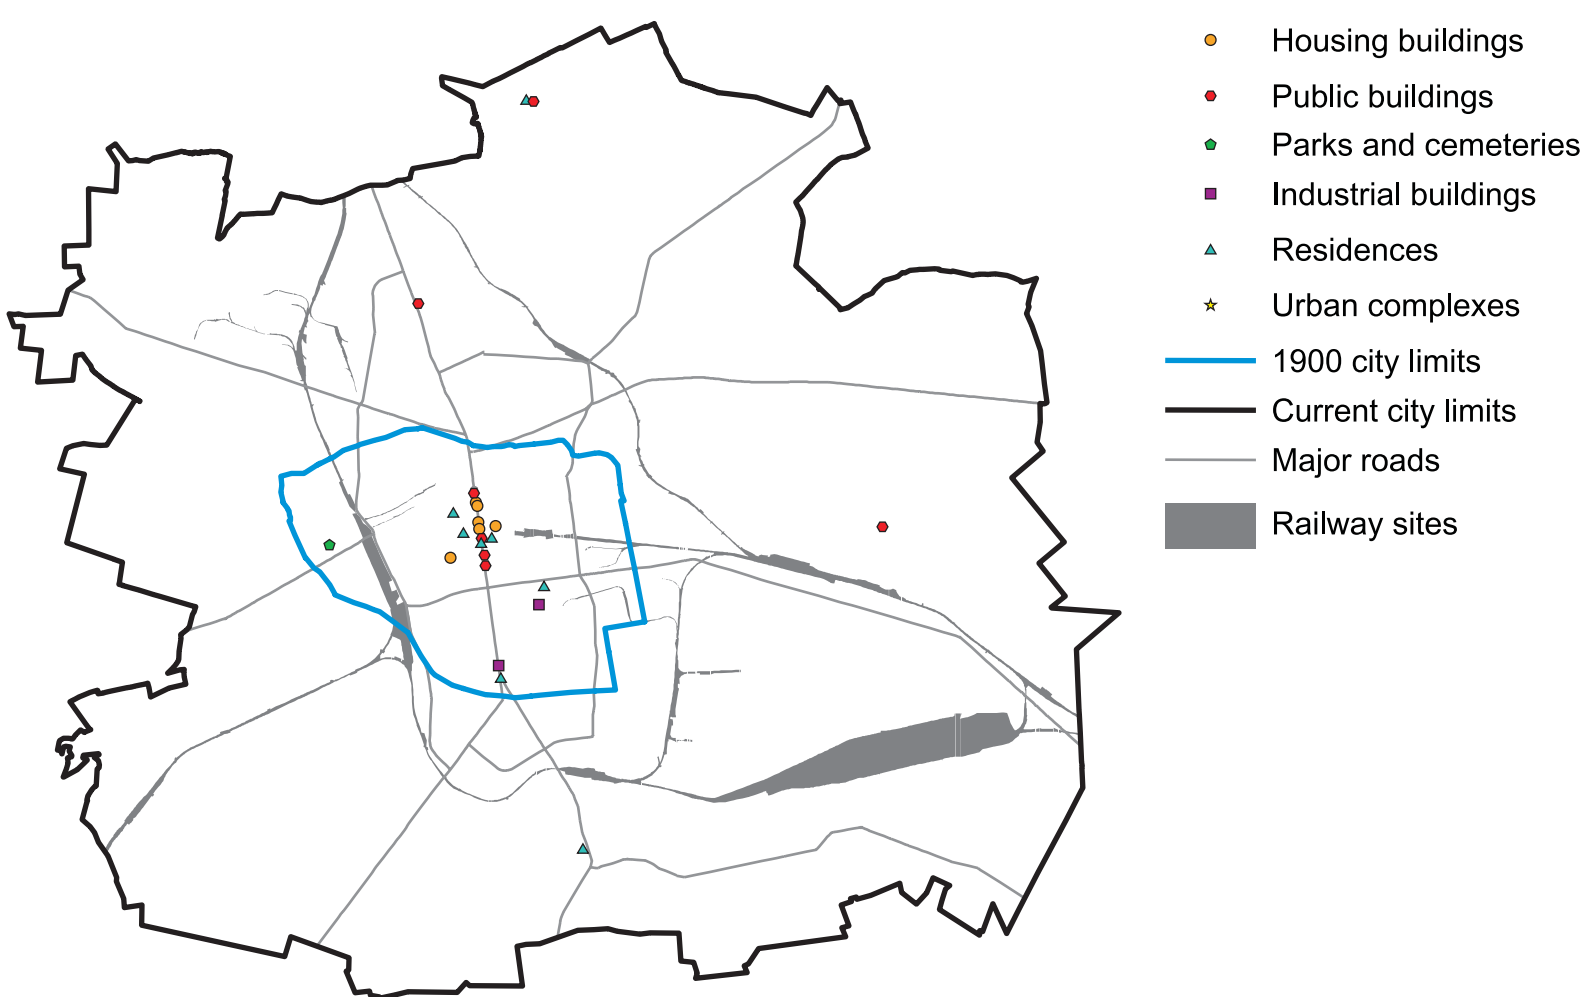 Housing buildings
Public buildings
Parks and cemeteries
Industrial buildings
Residences
Urban complexes
1900 city limits
Current city limits
Major roads
Railway sites